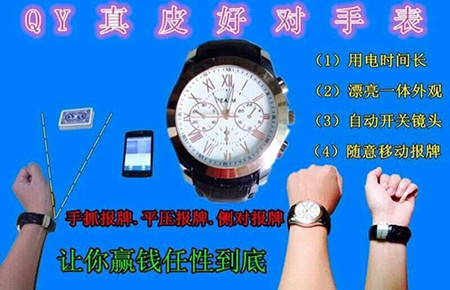 QY真皮好对手表
(1)用电时间长
(2)漂亮一体外观
(3)自动开关镜头
(4)随意移动报牌
手抓报牌.平压报牌.侧对报牌
让你赢钱任性到底